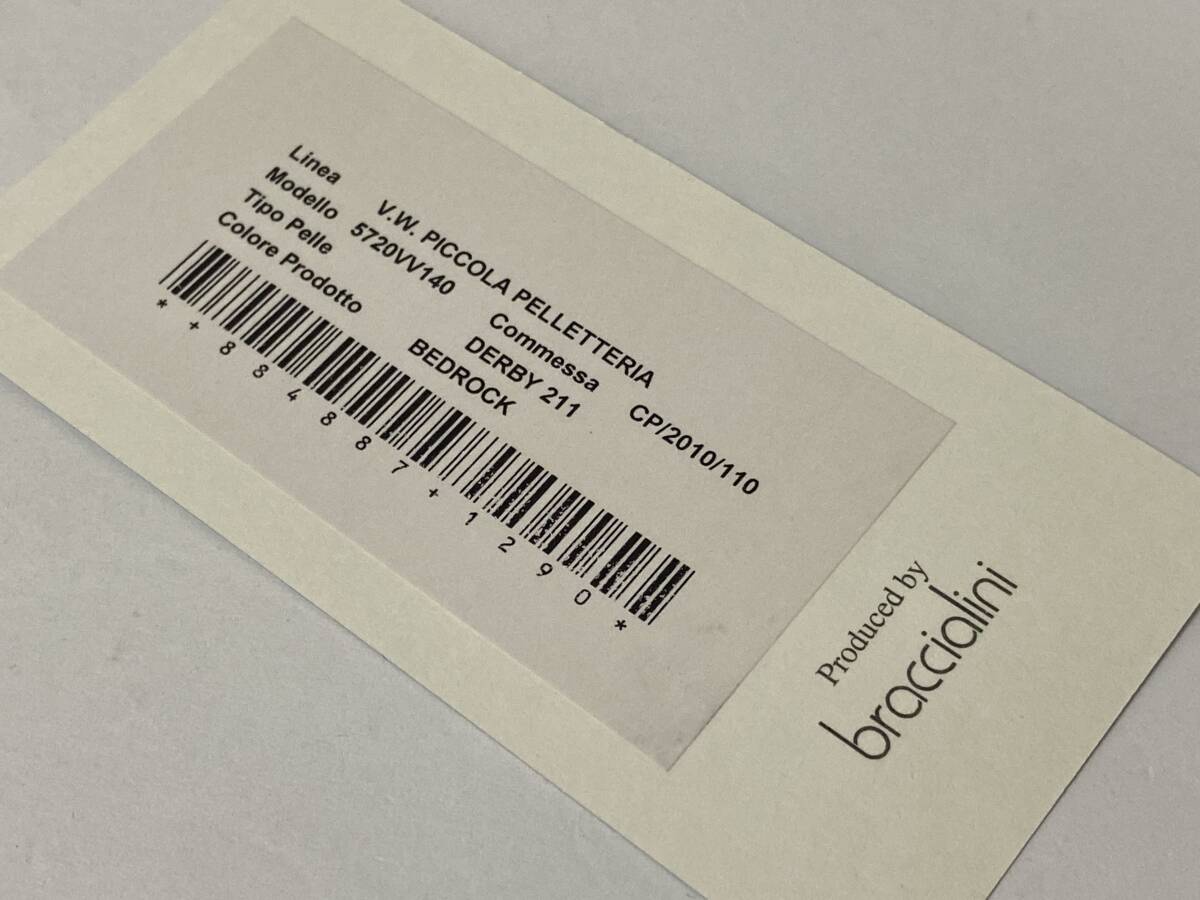 Linea V.W. PICCOLA PELLETTERIA
Modello 5720VV140 Commessa CP/2010/110
Tipo Pelle DERBY 211
Colore Prodotto BEDROCK
*+884887+1290*
Produced by
braccialini